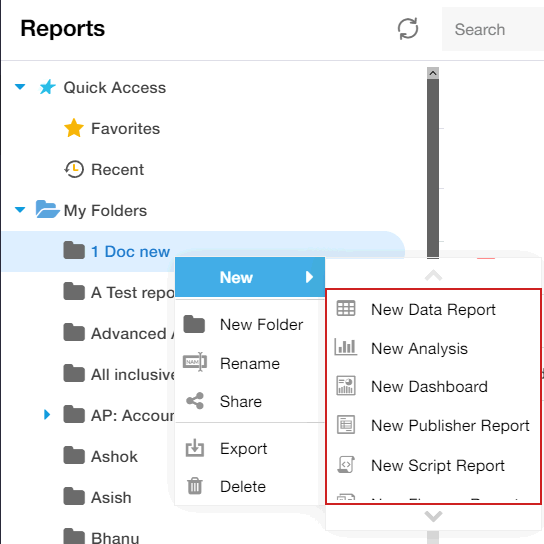 Reports
Search
Quick Access
Favorites
Recent
My Folders
1 Doc new
A Test repo
Advanced
All inclusive
AP: Accour
Ashok
Asish
Bhanu
New
New Folder
Rename
Share
Export
Delete
New Data Report
New Analysis
New Dashboard
New Publisher Report
New Script Report